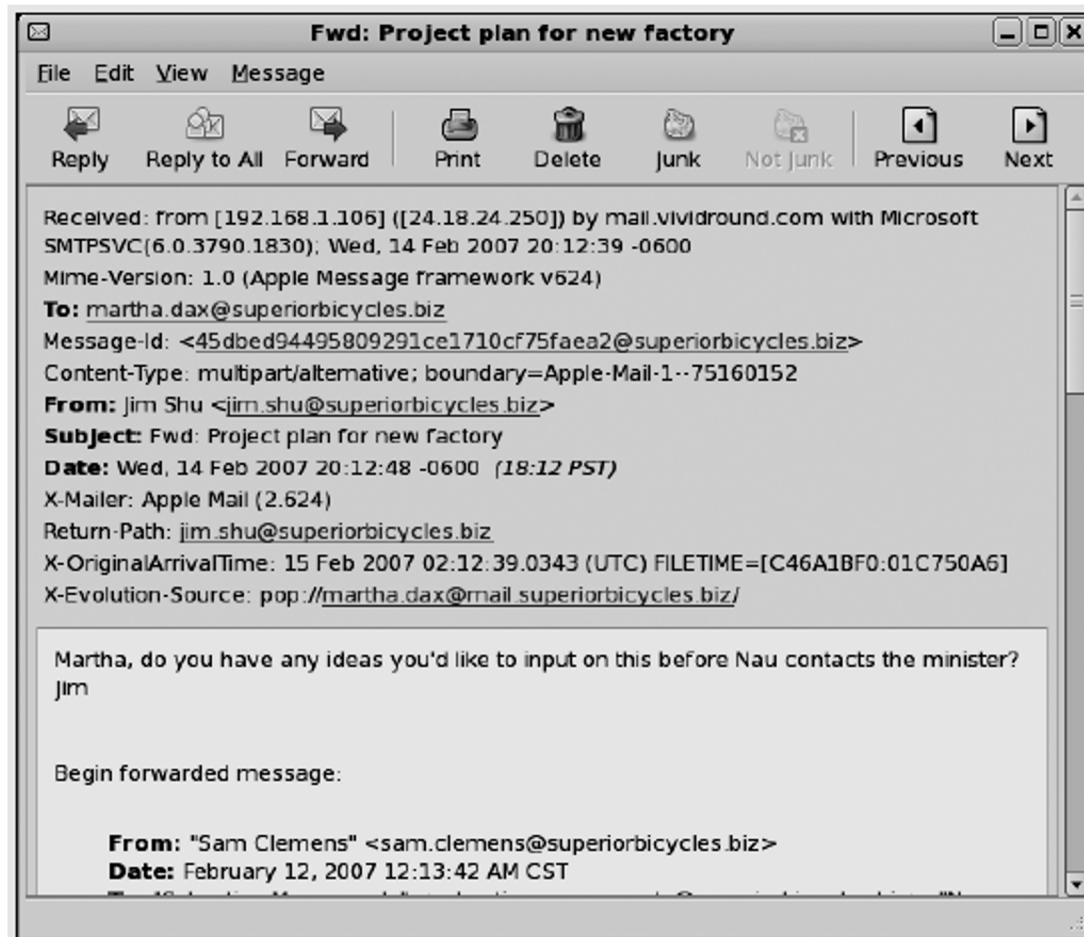 Fwd: Project plan for new factory
File Edit View Message
Reply Reply to All Forward Print Delete Junk Not Junk Previous Next
Received: from [192.168.1.106] ([24.18.24.250]) by mail.vividround.com with Microsoft
SMTPSVC(6.0.3790.1830); Wed, 14 Feb 2007 20:12:39 -0600
Mime-Version: 1.0 (Apple Message framework v624)
To: martha.dax@superiorbicycles.biz
Message-Id: <45dbed94495809291ce1710cf75faea2@superiorbicycles.biz>
Content-Type: multipart/alternative; boundary=Apple-Mail-1--75160152
From: Jim Shu <jim.shu@superiorbicycles.biz>
Subject: Fwd: Project plan for new factory
Date: Wed, 14 Feb 2007 20:12:48 -0600 (18:12 PST)
X-Mailer: Apple Mail (2.624)
Return-Path: jim.shu@superiorbicycles.biz
X-OriginalArrivalTime: 15 Feb 2007 02:12:39.0343 (UTC) FILETIME=[C46A1BF0:01C750A6]
X-Evolution-Source: pop://martha.dax@mail.superiorbicycles.biz/
Martha, do you have any ideas you'd like to input on this before Nau contacts the minister?
Jim
Begin forwarded message:
From: "Sam Clemens" <sam.clemens@superiorbicycles.biz>
Date: February 12, 2007 12:13:42 AM CST